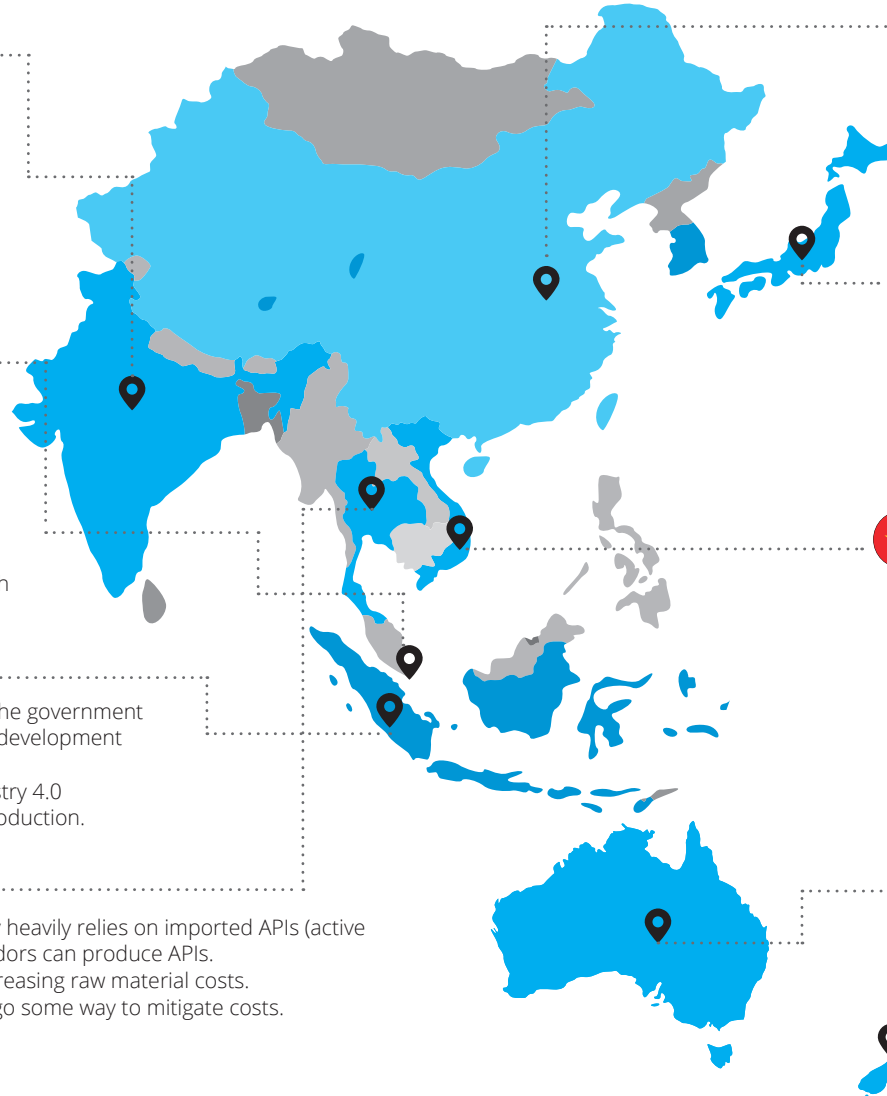 he government
development
stry 4.0
oduction.
heavily relies on imported APIs (active
dors can produce APIs.
reasing raw material costs.
go some way to mitigate costs.